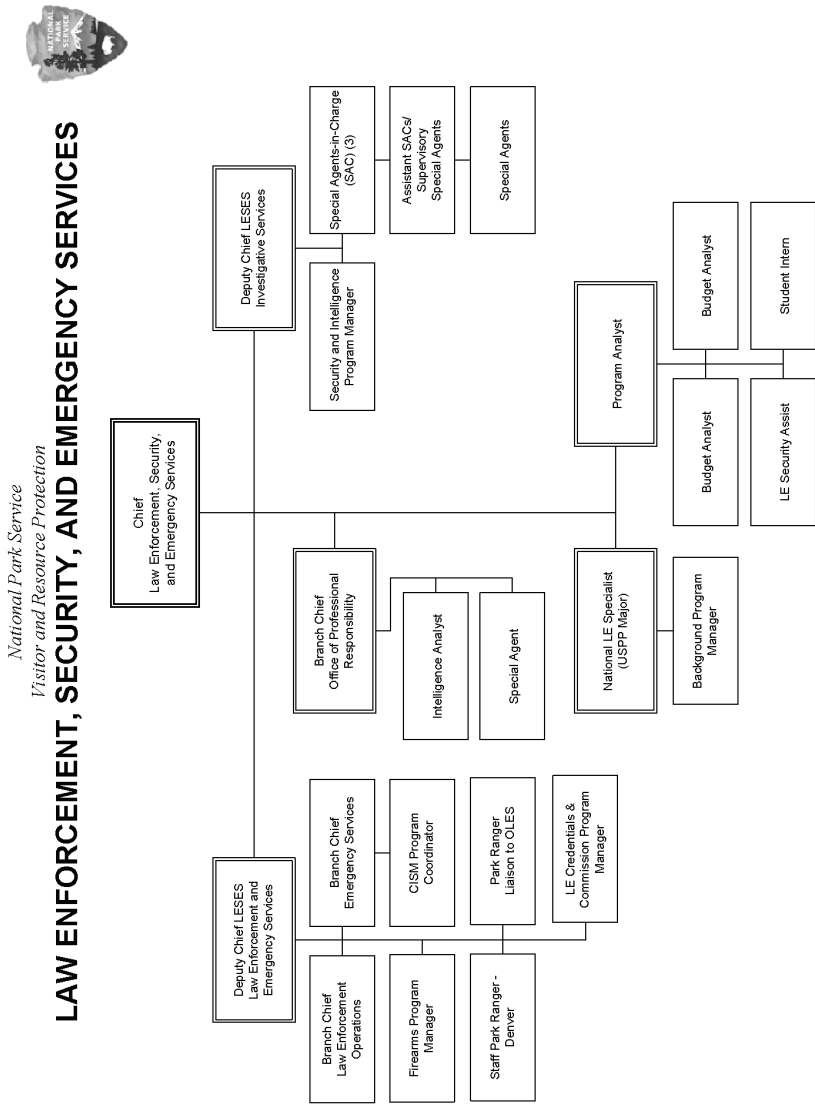 National Park Service
Visitor and Resource Protection
LAW ENFORCEMENT, SECURITY, AND EMERGENCY SERVICES
NATIONAL
PARK
SERVICE
Chief
Law Enforcement, Security,
and Emergency Services
Deputy Chief LESES
Law Enforcement and
Emergency Services
Deputy Chief LESES
Investigative Services
Branch Chief
Law Enforcement
Operations
Branch Chief
Emergency Services
Firearms Program
Manager
CISM Program
Coordinator
Staff Park Ranger -
Denver
Park Ranger
Liaison to OLES
LE Credentials &
Commission Program
Manager
Branch Chief
Office of Professional
Responsibility
Intelligence Analyst
Special Agent
Security and Intelligence
Program Manager
Special Agents-in-Charge
(SAC) (3)
Assistant SACs/
Supervisory
Special Agents
Special Agents
National LE Specialist
(USPP Major)
Background Program
Manager
Program Analyst
Budget Analyst
Budget Analyst
LE Security Assist
Student Intern